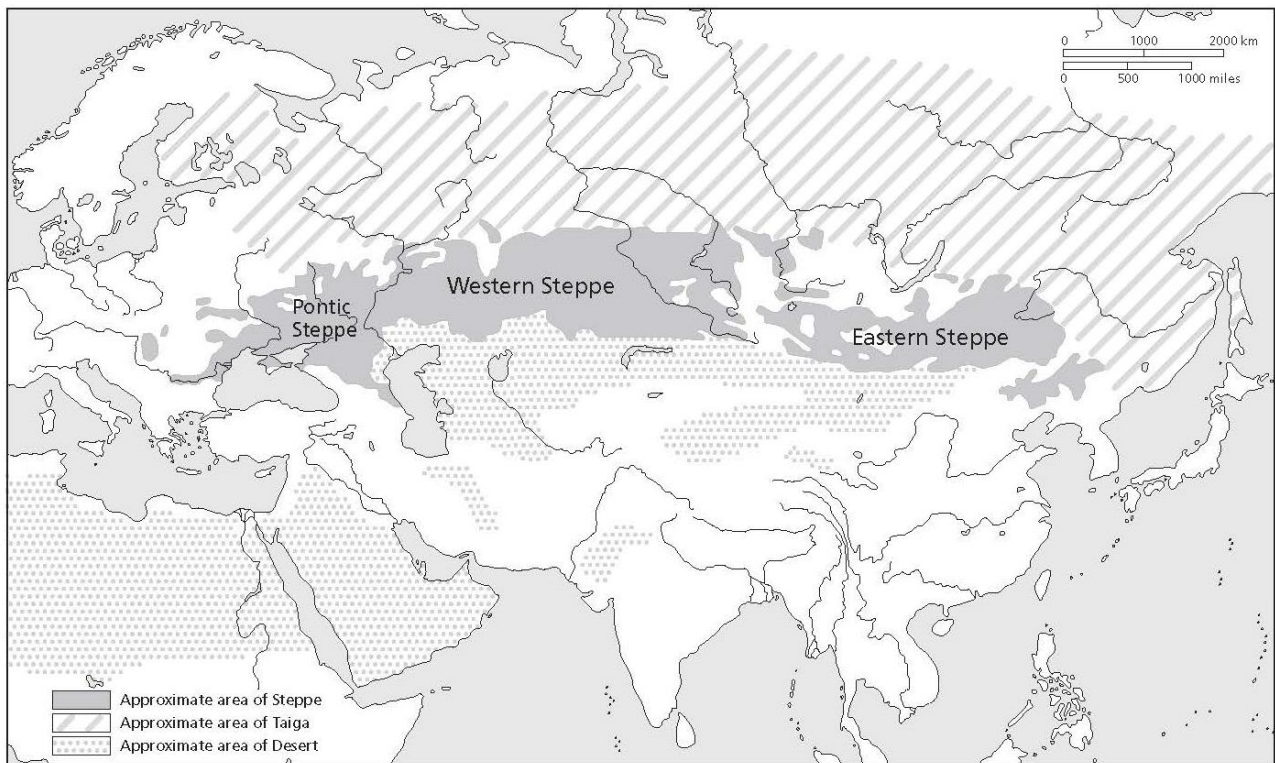 0 1000 2000 km
0 500 1000 miles
Western Steppe
Pontic
Steppe
Eastern Steppe
Approximate area of Steppe
Approximate area of Taiga
Approximate area of Desert